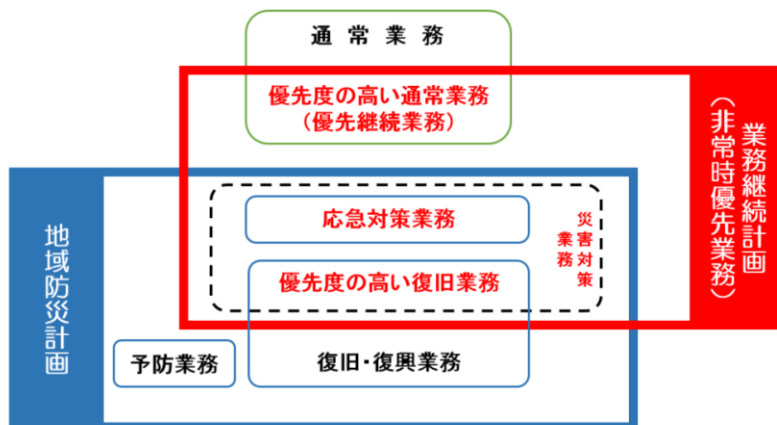 通常業務
優先度の高い通常業務
（優先継続業務）
業務継続計画
（非常時優先業務）
地域防災計画
応急対策業務
災害対策
業務
優先度の高い復旧業務
予防業務
復旧・復興業務